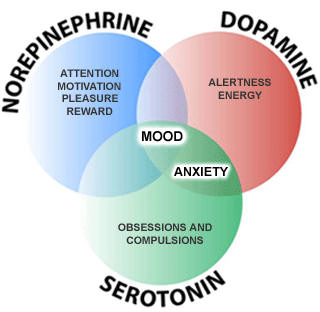 NOREPINEPHRINE
DOPAMINE
ATTENTION
MOTIVATION
PLEASURE
REWARD
ALERTNESS
ENERGY
MOOD
ANXIETY
OBSESSIONS AND
COMPULSIONS
SEROTONIN